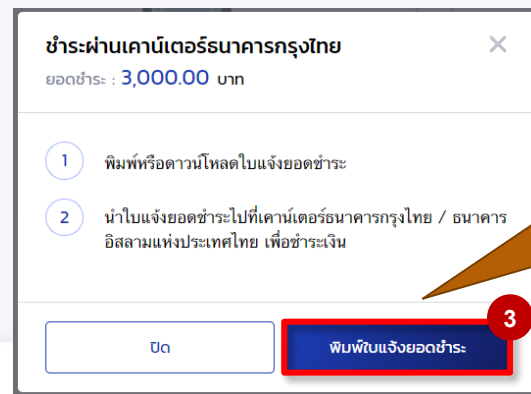 ชำระผ่านเคาน์เตอร์ธนาคารกรุงไทย
ยอดชำระ : 3,000.00 บาท
1 พิมพ์หรือดาวน์โหลดใบแจ้งยอดชำระ
2 นำใบแจ้งยอดชำระไปที่เคาน์เตอร์ธนาคารกรุงไทย / ธนาคาร
อิสลามแห่งประเทศไทย เพื่อชำระเงิน
3
ปิด พิมพ์ใบแจ้งยอดชำระ